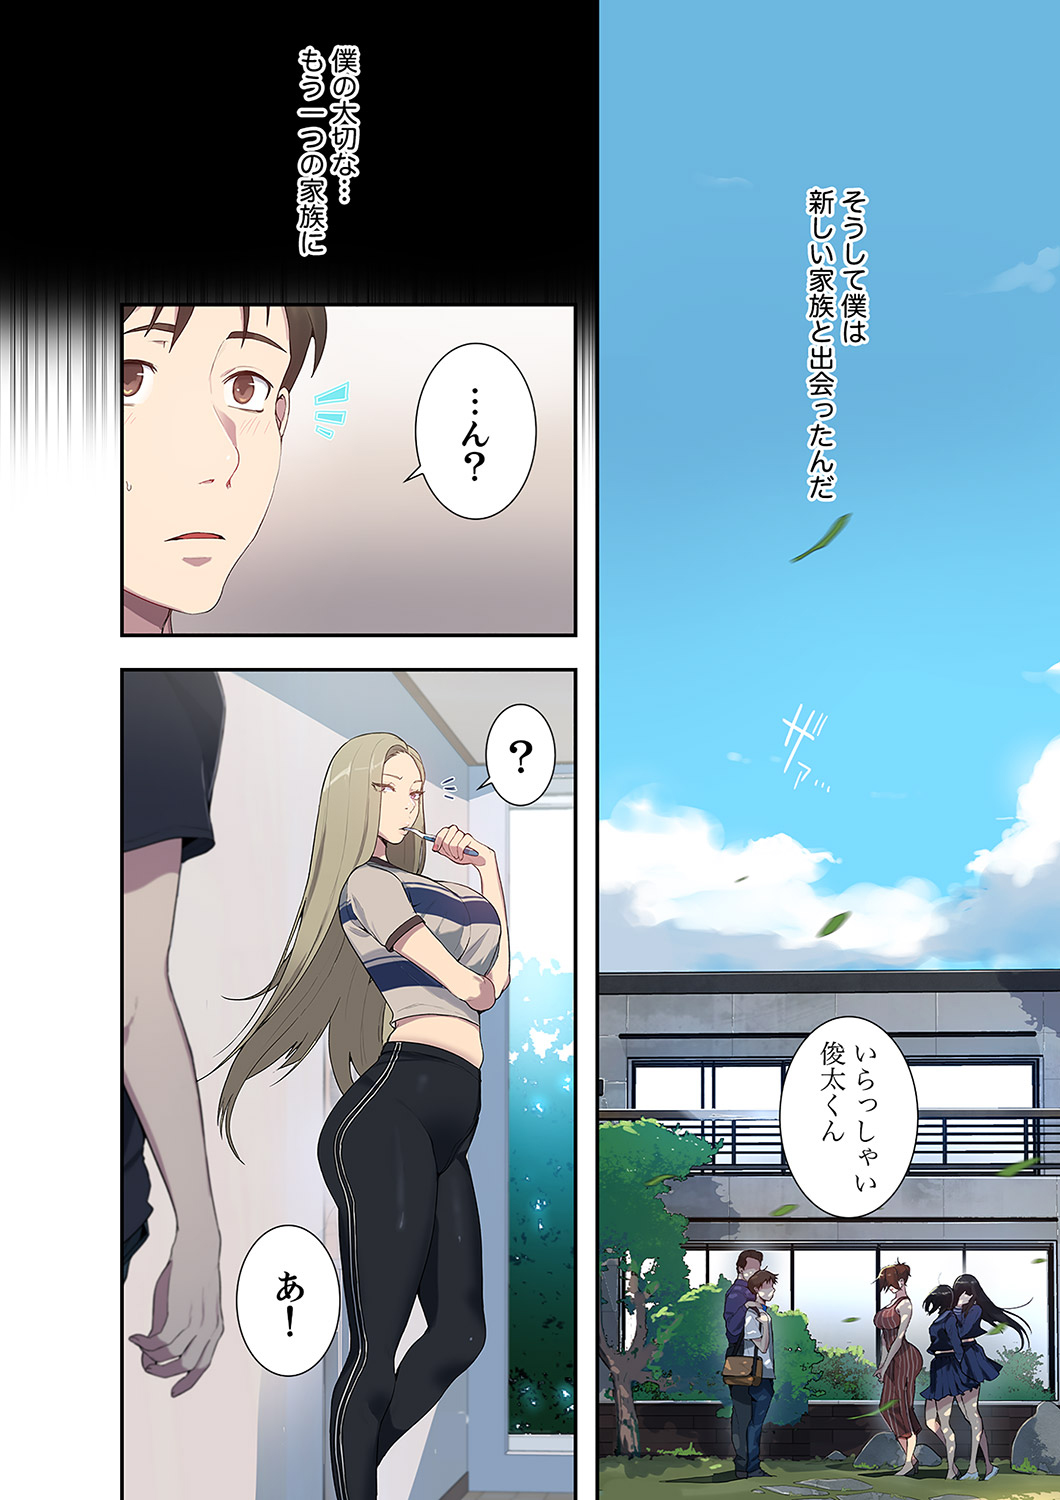 そうして僕は
新しい家族と出会ったんだ
ザァ…
いらっしゃい
俊太くん
僕の大切な…
もう一つの家族に
…ん?
?
あ!